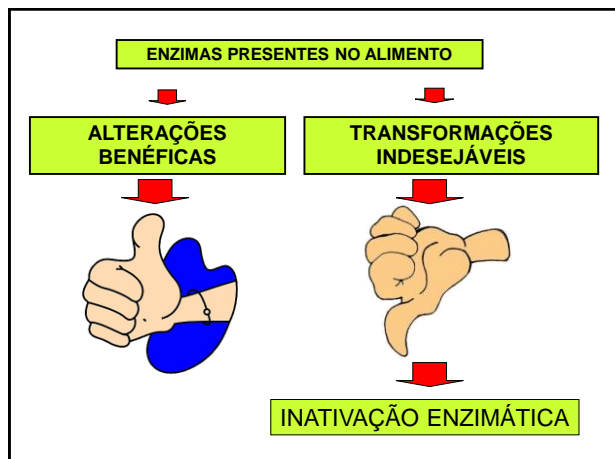 ENZIMAS PRESENTES NO ALIMENTO
ALTERAÇÕES
BENÉFICAS
TRANSFORMAÇÕES
INDESEJÁVEIS
INATIVAÇÃO ENZIMÁTICA